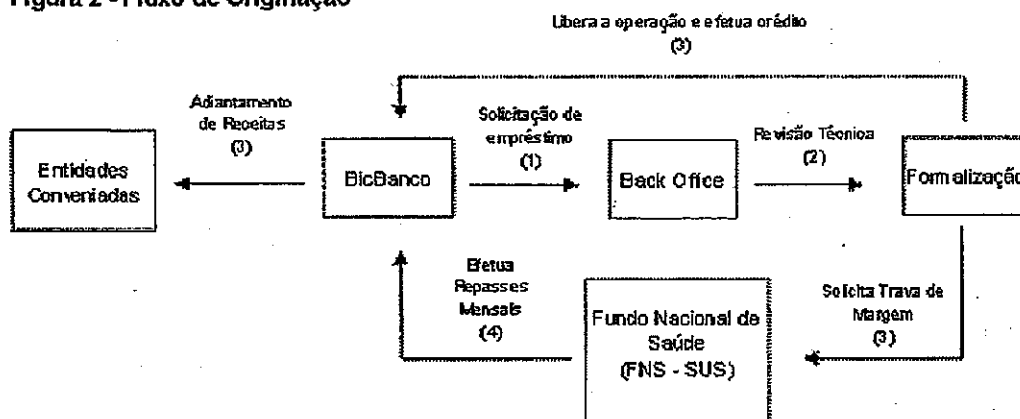 Figura 2 - Fluxo de Originação
Libera a operação e efetua crédito
(3)
Adiantamento
de Receitas
(3)
Solicitação de
empréstimo
(1)
Revisão Técnica
(2)
Entidades
Conveniadas
BicBanco
Back Office
Formalização
Efetua
Repasses
Mensais
(4)
Fundo Nacional de
Saúde
(FNS - SUS)
Solicita Trava de
Margem
(3)